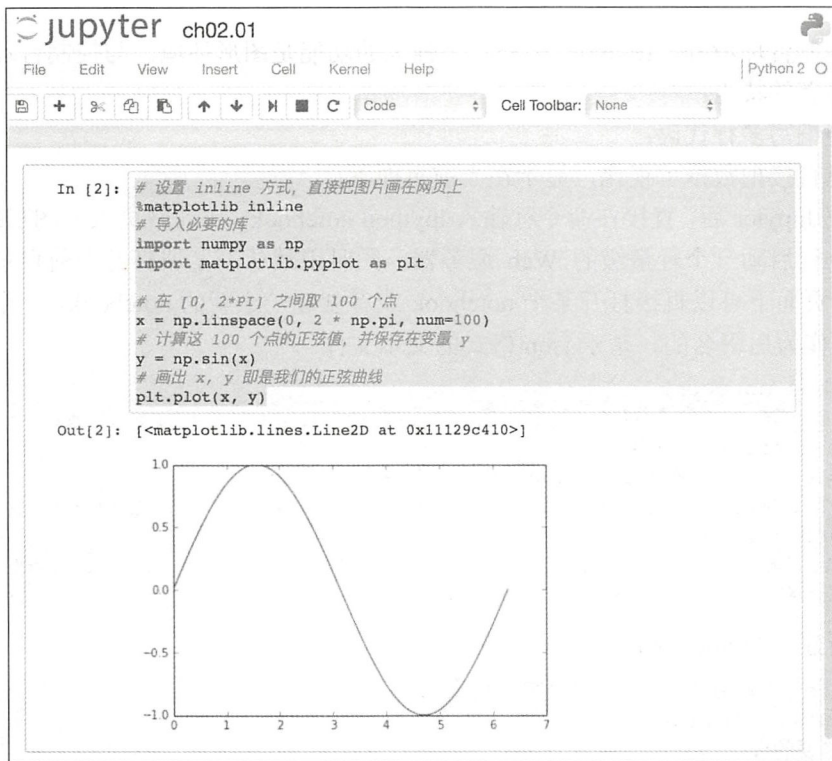 jupyter ch02.01
File Edit View Insert Cell Kernel Help Python 2
Code Cell Toolbar: None
In [2]: # 设置 inline 方式，直接把图片画在网页上
%matplotlib inline
# 导入必要的库
import numpy as np
import matplotlib.pyplot as plt
# 在 [0, 2*PI] 之间取 100 个点
x = np.linspace(0, 2 * np.pi, num=100)
# 计算这 100 个点的正弦值，并保存在变量 y
y = np.sin(x)
# 画出 x, y 即是我们的正弦曲线
plt.plot(x, y)
Out[2]: [<matplotlib.lines.Line2D at 0x11129c410>]
1.0
0.5
0.0
−0.5
−1.0
0 1 2 3 4 5 6 7